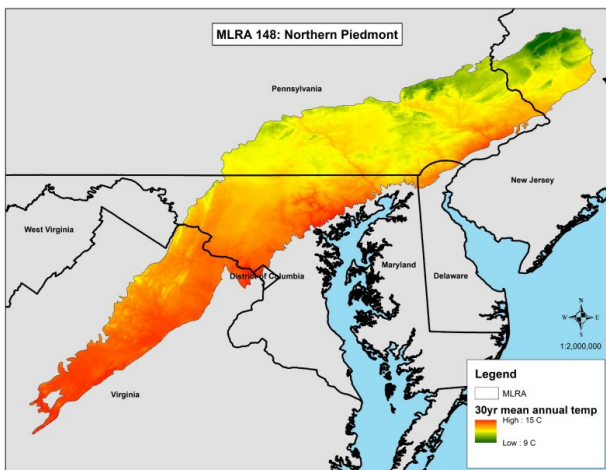 MLRA 148: Northern Piedmont
Pennsylvania
New Jersey
West Virginia
District of Columbia
Maryland
Delaware
Virginia
N
W
E
S
1:2,000,000
Legend
MLRA
30yr mean annual temp
High : 15 C
Low : 9 C